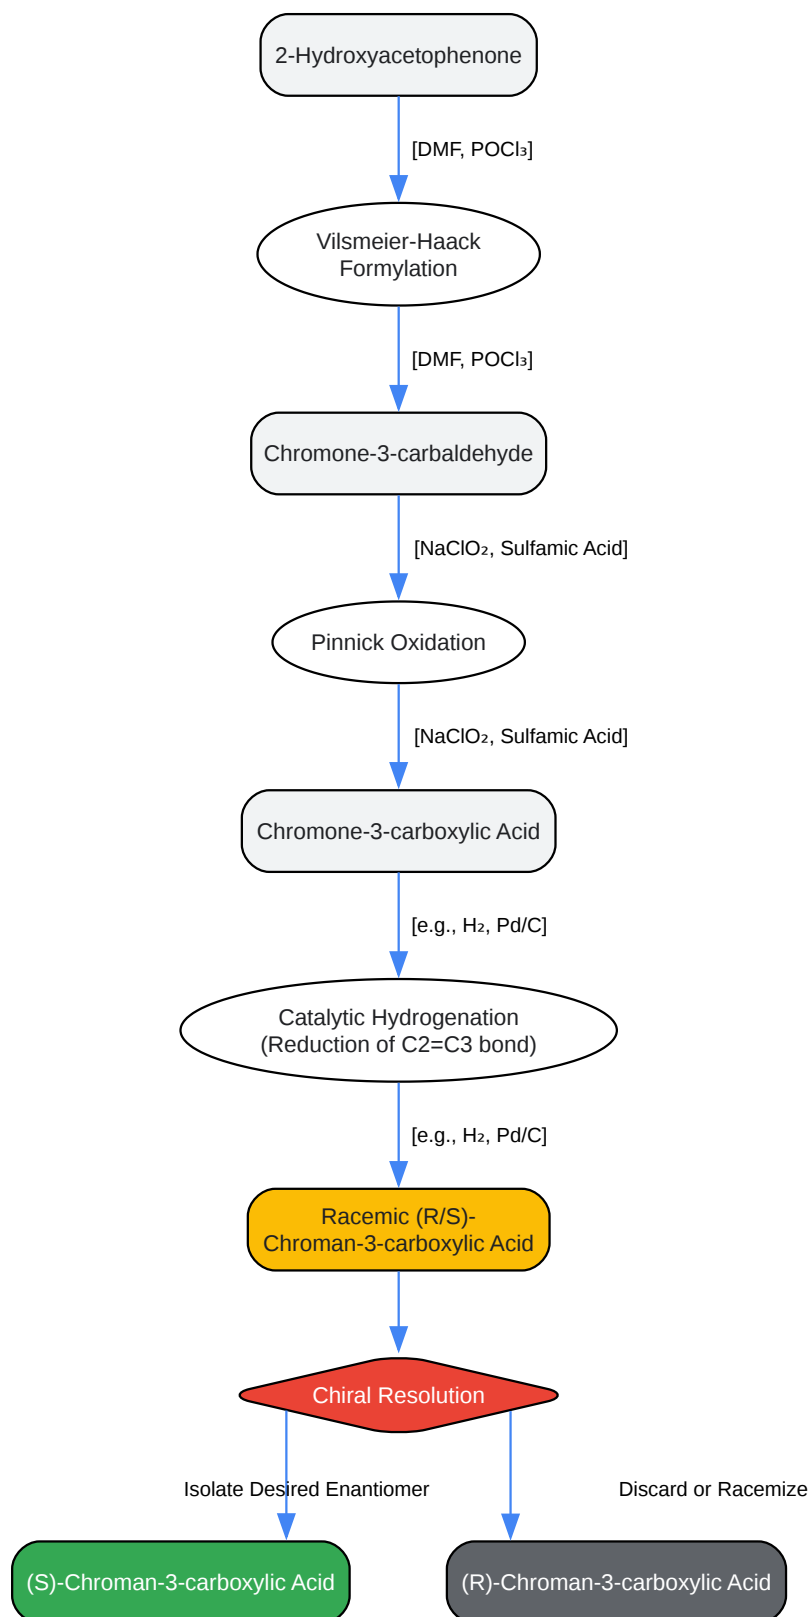 2-Hydroxyacetophenone
[DMF, POCl₃]
Vilsmeier-Haack
Formylation
[DMF, POCl₃]
Chromone-3-carbaldehyde
[NaClO₂, Sulfamic Acid]
Pinnick Oxidation
[NaClO₂, Sulfamic Acid]
Chromone-3-carboxylic Acid
[e.g., H₂, Pd/C]
Catalytic Hydrogenation
(Reduction of C2=C3 bond)
[e.g., H₂, Pd/C]
Racemic (R/S)-
Chroman-3-carboxylic Acid
Chiral Resolution
Isolate Desired Enantiomer
Discard or Racemize
(S)-Chroman-3-carboxylic Acid
(R)-Chroman-3-carboxylic Acid